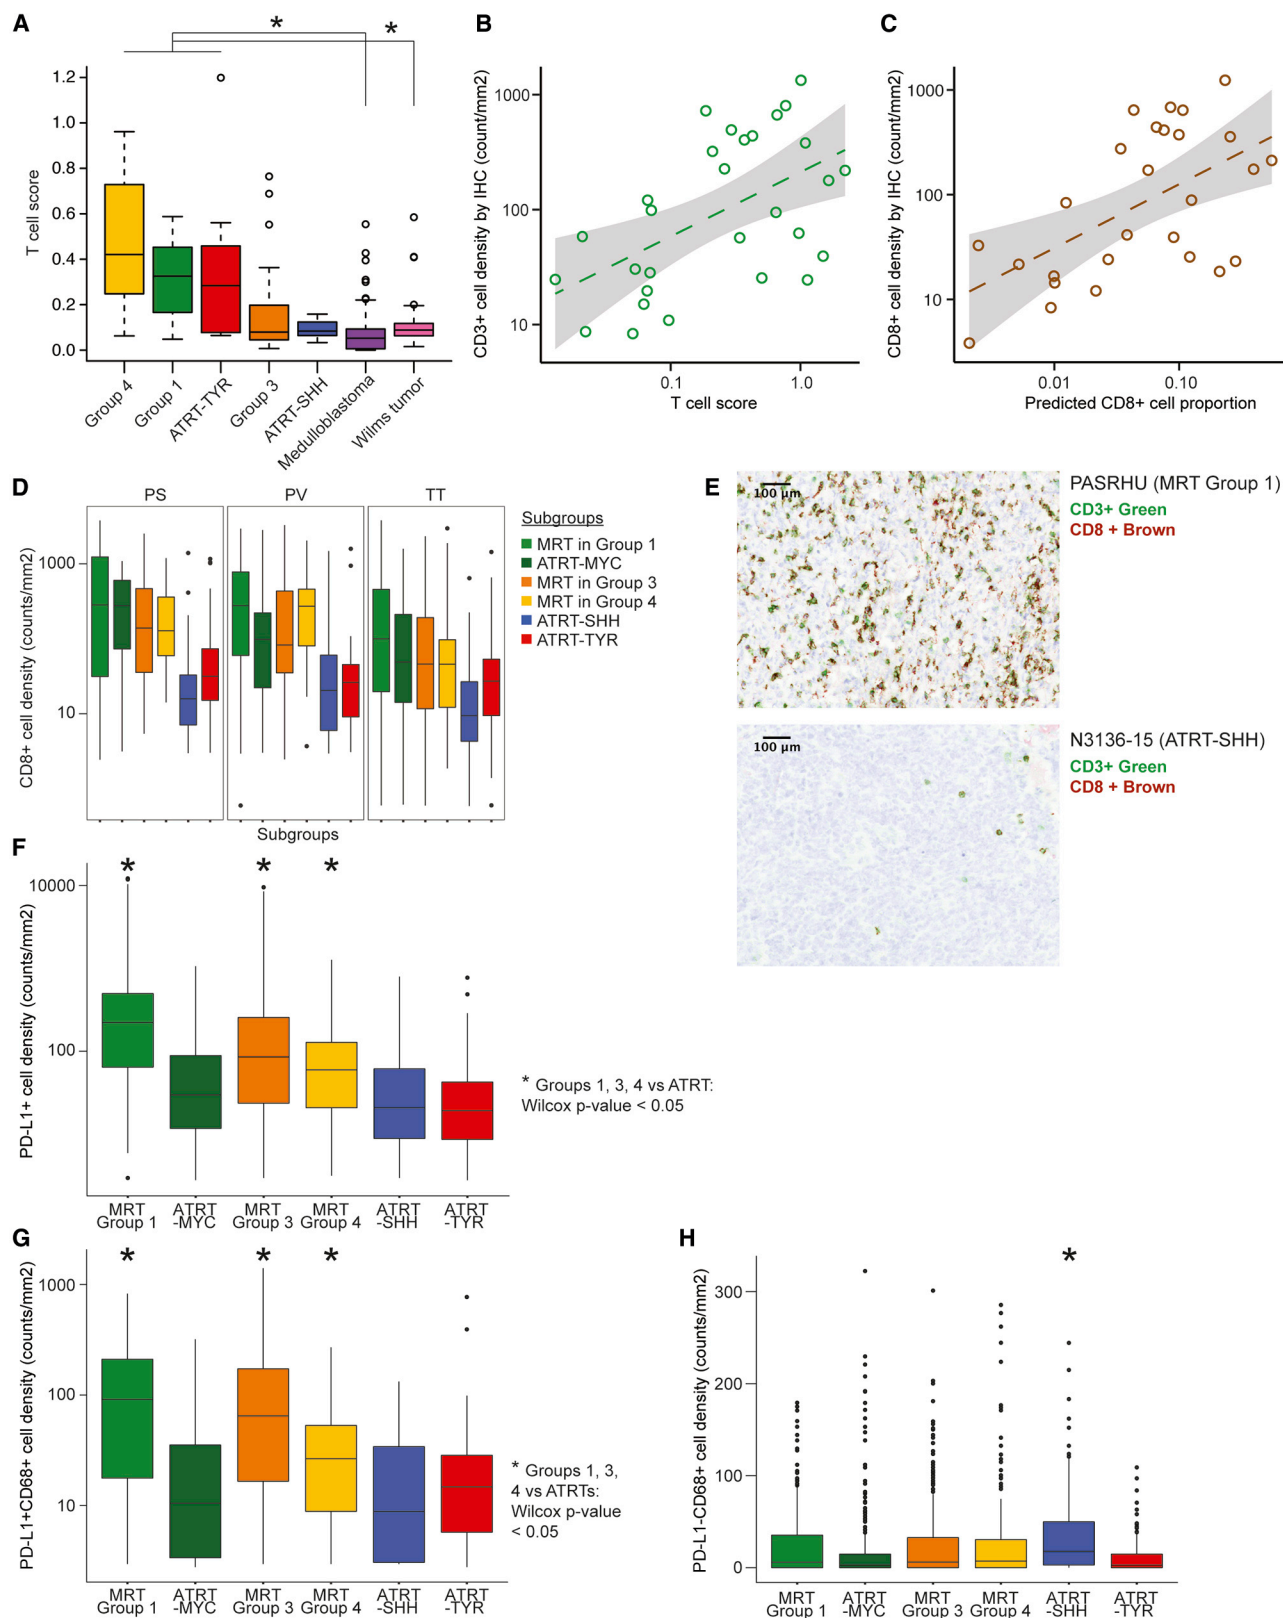 A
*
*
T cell score
1.2
1.0
0.8
0.6
0.4
0.2
0.0
Group 4
Group 1
ATRT-TYR
Group 3
ATRT-SHH
Medulloblastoma
Wilms tumor
B
CD3+ cell density by IHC (count/mm2)
1000
100
10
0.1
1.0
T cell score
C
CD8+ cell density by IHC (count/mm2)
1000
100
10
0.01
0.10
Predicted CD8+ cell proportion
D
PS
PV
TT
CD8+ cell density (counts/mm2)
1000
10
Subgroups
Subgroups
MRT in Group 1
ATRT-MYC
MRT in Group 3
MRT in Group 4
ATRT-SHH
ATRT-TYR
E
100 µm
PASRHU (MRT Group 1)
CD3+ Green
CD8 + Brown
100 µm
N3136-15 (ATRT-SHH)
CD3+ Green
CD8 + Brown
F
* * *
PD-L1+ cell density (counts/mm2)
10000
100
MRT Group 1
ATRT -MYC
MRT Group 3
MRT Group 4
ATRT -SHH
ATRT -TYR
* Groups 1, 3, 4 vs ATRT:
Wilcox p-value < 0.05
G
* * *
PD-L1+CD68+ cell density (counts/mm2)
1000
100
10
MRT Group 1
ATRT -MYC
MRT Group 3
MRT Group 4
ATRT -SHH
ATRT -TYR
* Groups 1, 3,
4 vs ATRTs:
Wilcox p-value
< 0.05
H
*
PD-L1-CD68+ cell density (counts/mm2)
300
200
100
0
MRT Group 1
ATRT -MYC
MRT Group 3
MRT Group 4
ATRT -SHH
ATRT -TYR